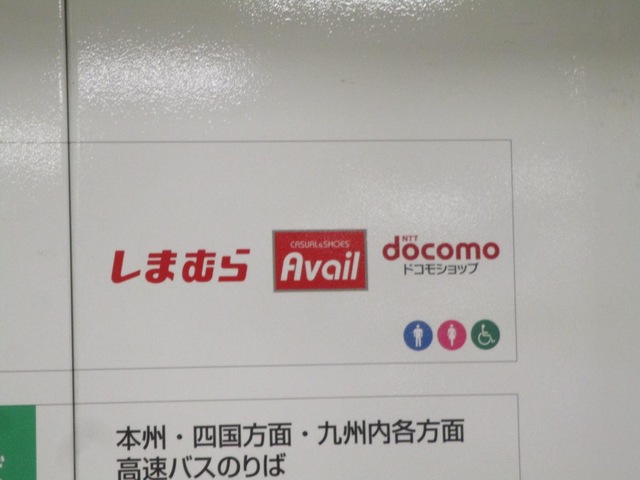 しまむら
CASUAL&SHOES
Avail
NTT
docomo
ドコモショップ
本州・四国方面・九州内各方面
高速バスのりば